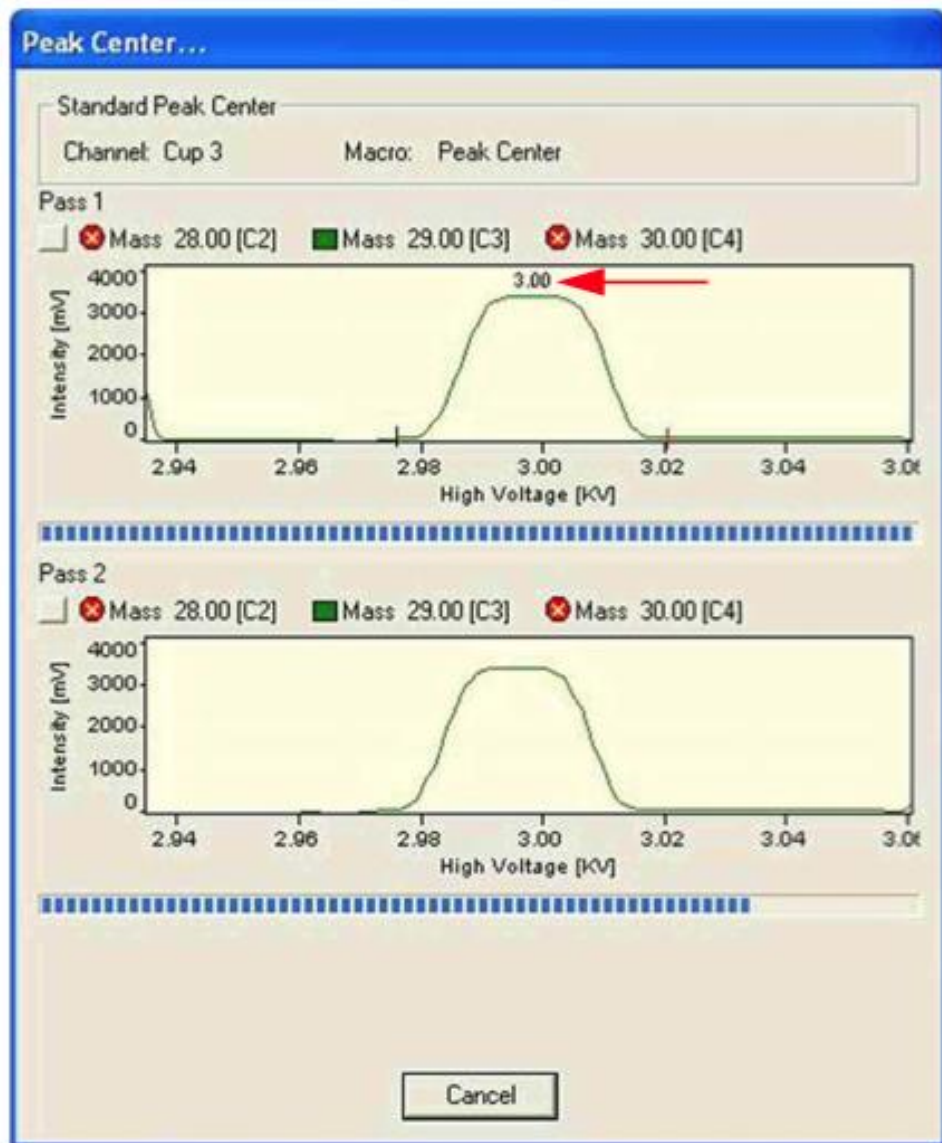 Peak Center...
Standard Peak Center
Channel: Cup 3 Macro: Peak Center
Pass 1
Mass 28.00 [C2] Mass 29.00 [C3] Mass 30.00 [C4]
3.00
4000
3000
2000
1000
0
Intensity [mV]
2.94 2.96 2.98 3.00 3.02 3.04 3.06
High Voltage [KV]
Pass 2
Mass 28.00 [C2] Mass 29.00 [C3] Mass 30.00 [C4]
4000
3000
2000
1000
0
Intensity [mV]
2.94 2.96 2.98 3.00 3.02 3.04 3.06
High Voltage [KV]
Cancel